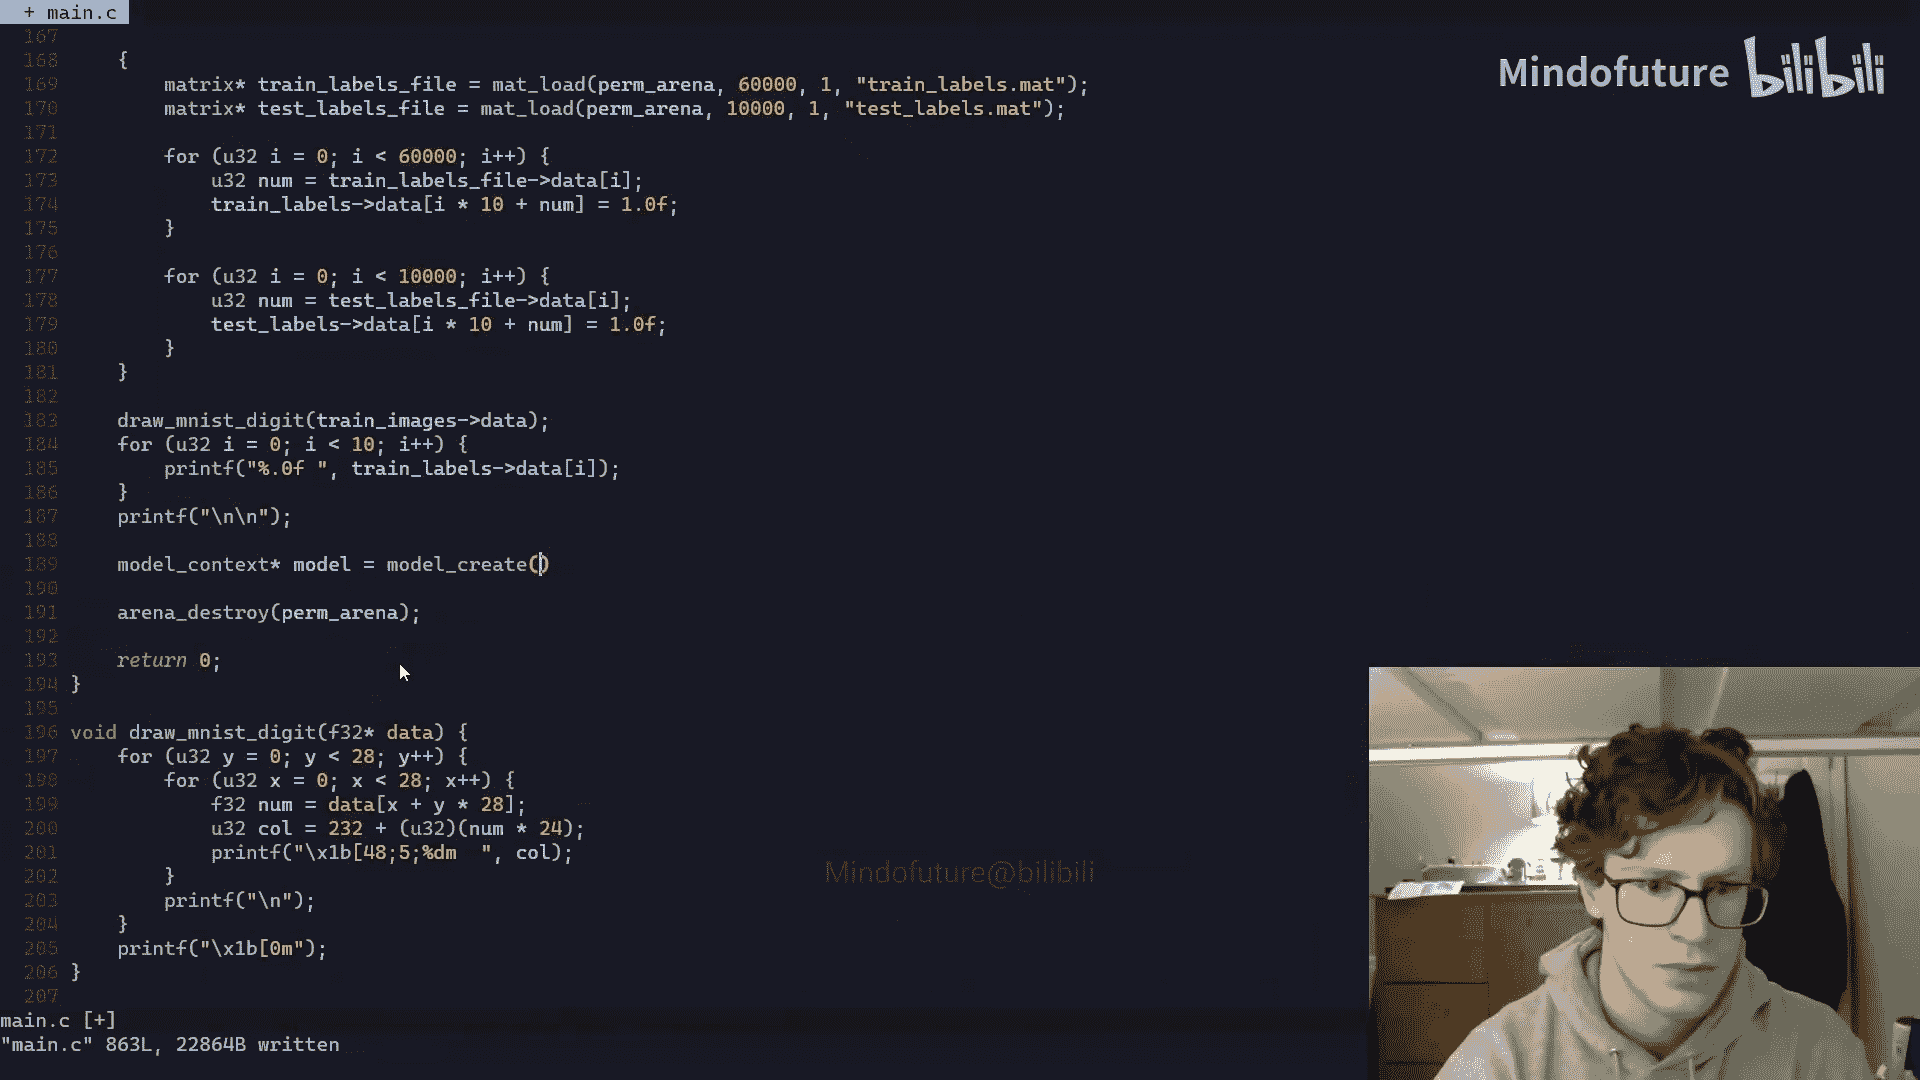 + main.c
167
168 {
169 matrix* train_labels_file = mat_load(perm_arena, 60000, 1, "train_labels.mat");
170 matrix* test_labels_file = mat_load(perm_arena, 10000, 1, "test_labels.mat");
171
172 for (u32 i = 0; i < 60000; i++) {
173 u32 num = train_labels_file->data[i];
174 train_labels->data[i * 10 + num] = 1.0f;
175 }
176
177 for (u32 i = 0; i < 10000; i++) {
178 u32 num = test_labels_file->data[i];
179 test_labels->data[i * 10 + num] = 1.0f;
180 }
181 }
182
183 draw_mnist_digit(train_images->data);
184 for (u32 i = 0; i < 10; i++) {
185 printf("%.0f ", train_labels->data[i]);
186 }
187 printf("\n\n");
188
189 model_context* model = model_create()
190
191 arena_destroy(perm_arena);
192
193 return 0;
194 }
195
196 void draw_mnist_digit(f32* data) {
197 for (u32 y = 0; y < 28; y++) {
198 for (u32 x = 0; x < 28; x++) {
199 f32 num = data[x + y * 28];
200 u32 col = 232 + (u32)(num * 24);
201 printf("\x1b[48;5;%dm  ", col);
202 }
203 printf("\n");
204 }
205 printf("\x1b[0m");
206 }
207
main.c [+]
"main.c" 863L, 22864B written
Mindofuture bilibili
Mindofuture@bilibili